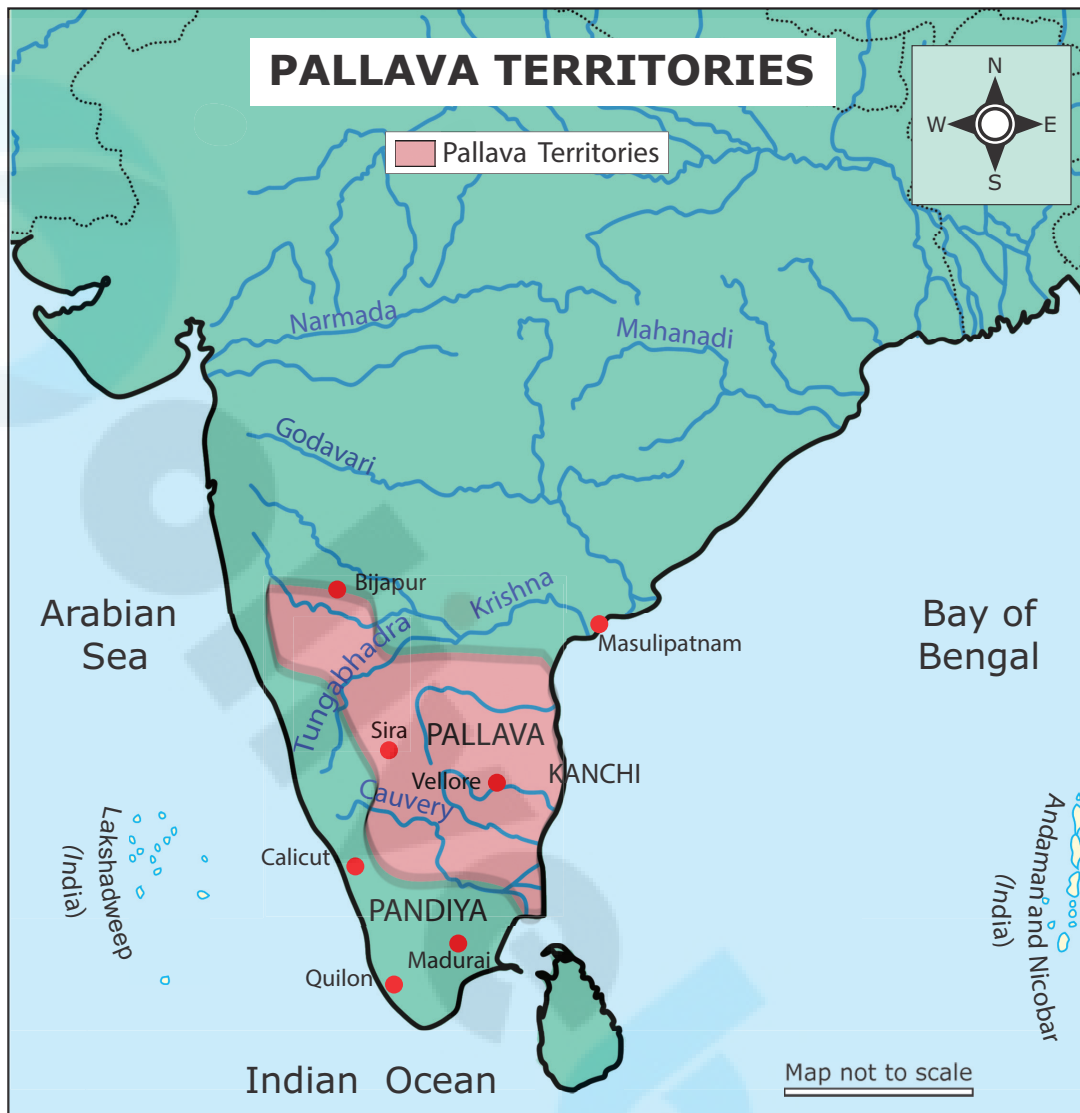 PALLAVA TERRITORIES
N
W E
S
Pallava Territories
Narmada
Mahanadi
Godavari
Bijapur
Krishna
Arabian
Sea
Bay of
Bengal
Masulipatnam
Tungabhadra
Sira
PALLAVA
KANCHI
Vellore
Cauvery
Lakshadweep
(India)
Calicut
Andaman and Nicobar
(India)
PANDIYA
Madurai
Quilon
Indian Ocean
Map not to scale